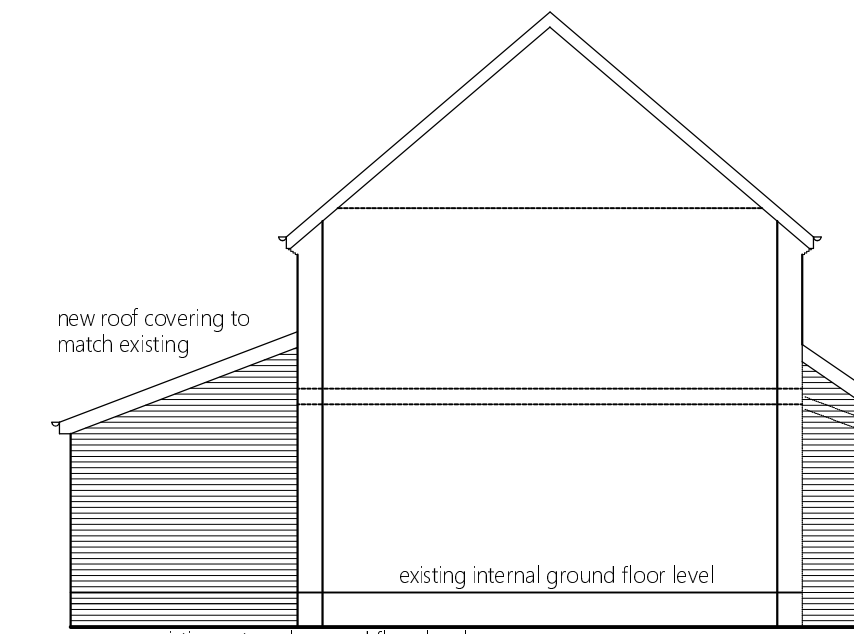 new roof covering to
match existing
existing internal ground floor level